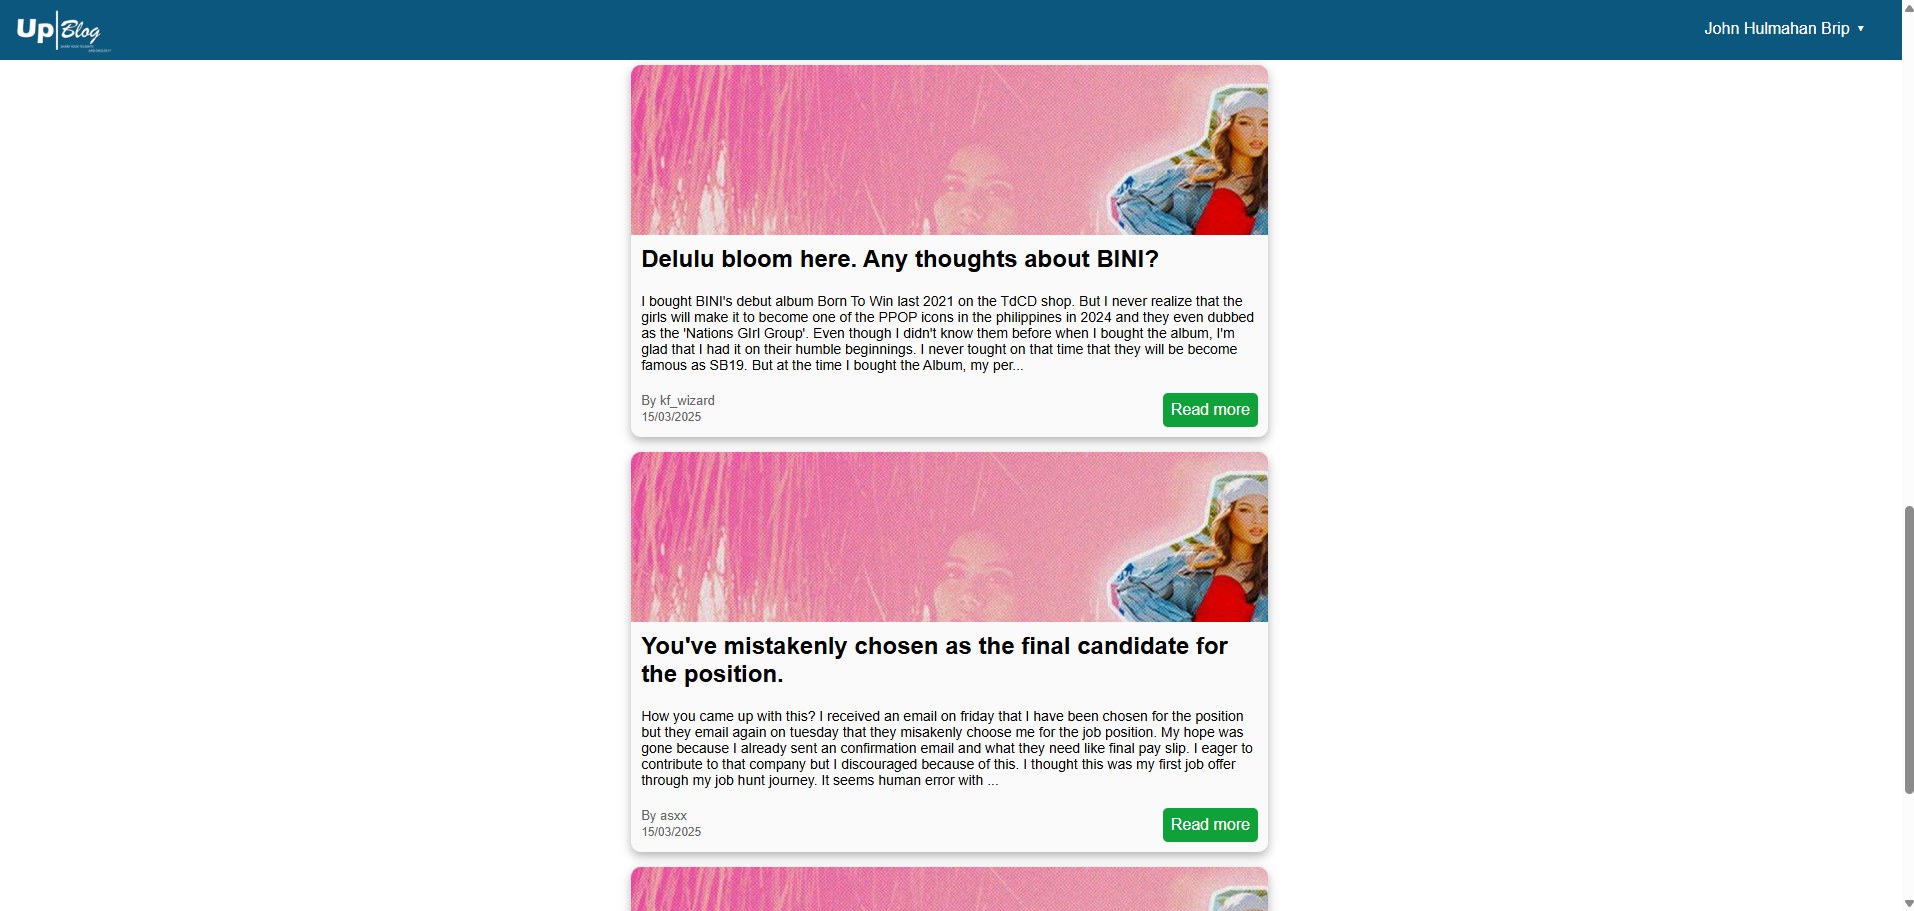 Up Blog
John Hulmahan Brip ▼
Delulu bloom here. Any thoughts about BINI?
I bought BINI's debut album Born To Win last 2021 on the TdCD shop. But I never realize that the
girls will make it to become one of the PPOP icons in the philippines in 2024 and they even dubbed
as the 'Nations GIrl Group'. Even though I didn't know them before when I bought the album, I'm
glad that I had it on their humble beginnings. I never tought on that time that they will be become
famous as SB19. But at the time I bought the Album, my per...
By kf_wizard
15/03/2025
Read more
You've mistakenly chosen as the final candidate for
the position.
How you came up with this? I received an email on friday that I have been chosen for the position
but they email again on tuesday that they misakenly choose me for the job position. My hope was
gone because I already sent an confirmation email and what they need like final pay slip. I eager to
contribute to that company but I discouraged because of this. I thought this was my first job offer
through my job hunt journey. It seems human error with ...
By asxx
15/03/2025
Read more